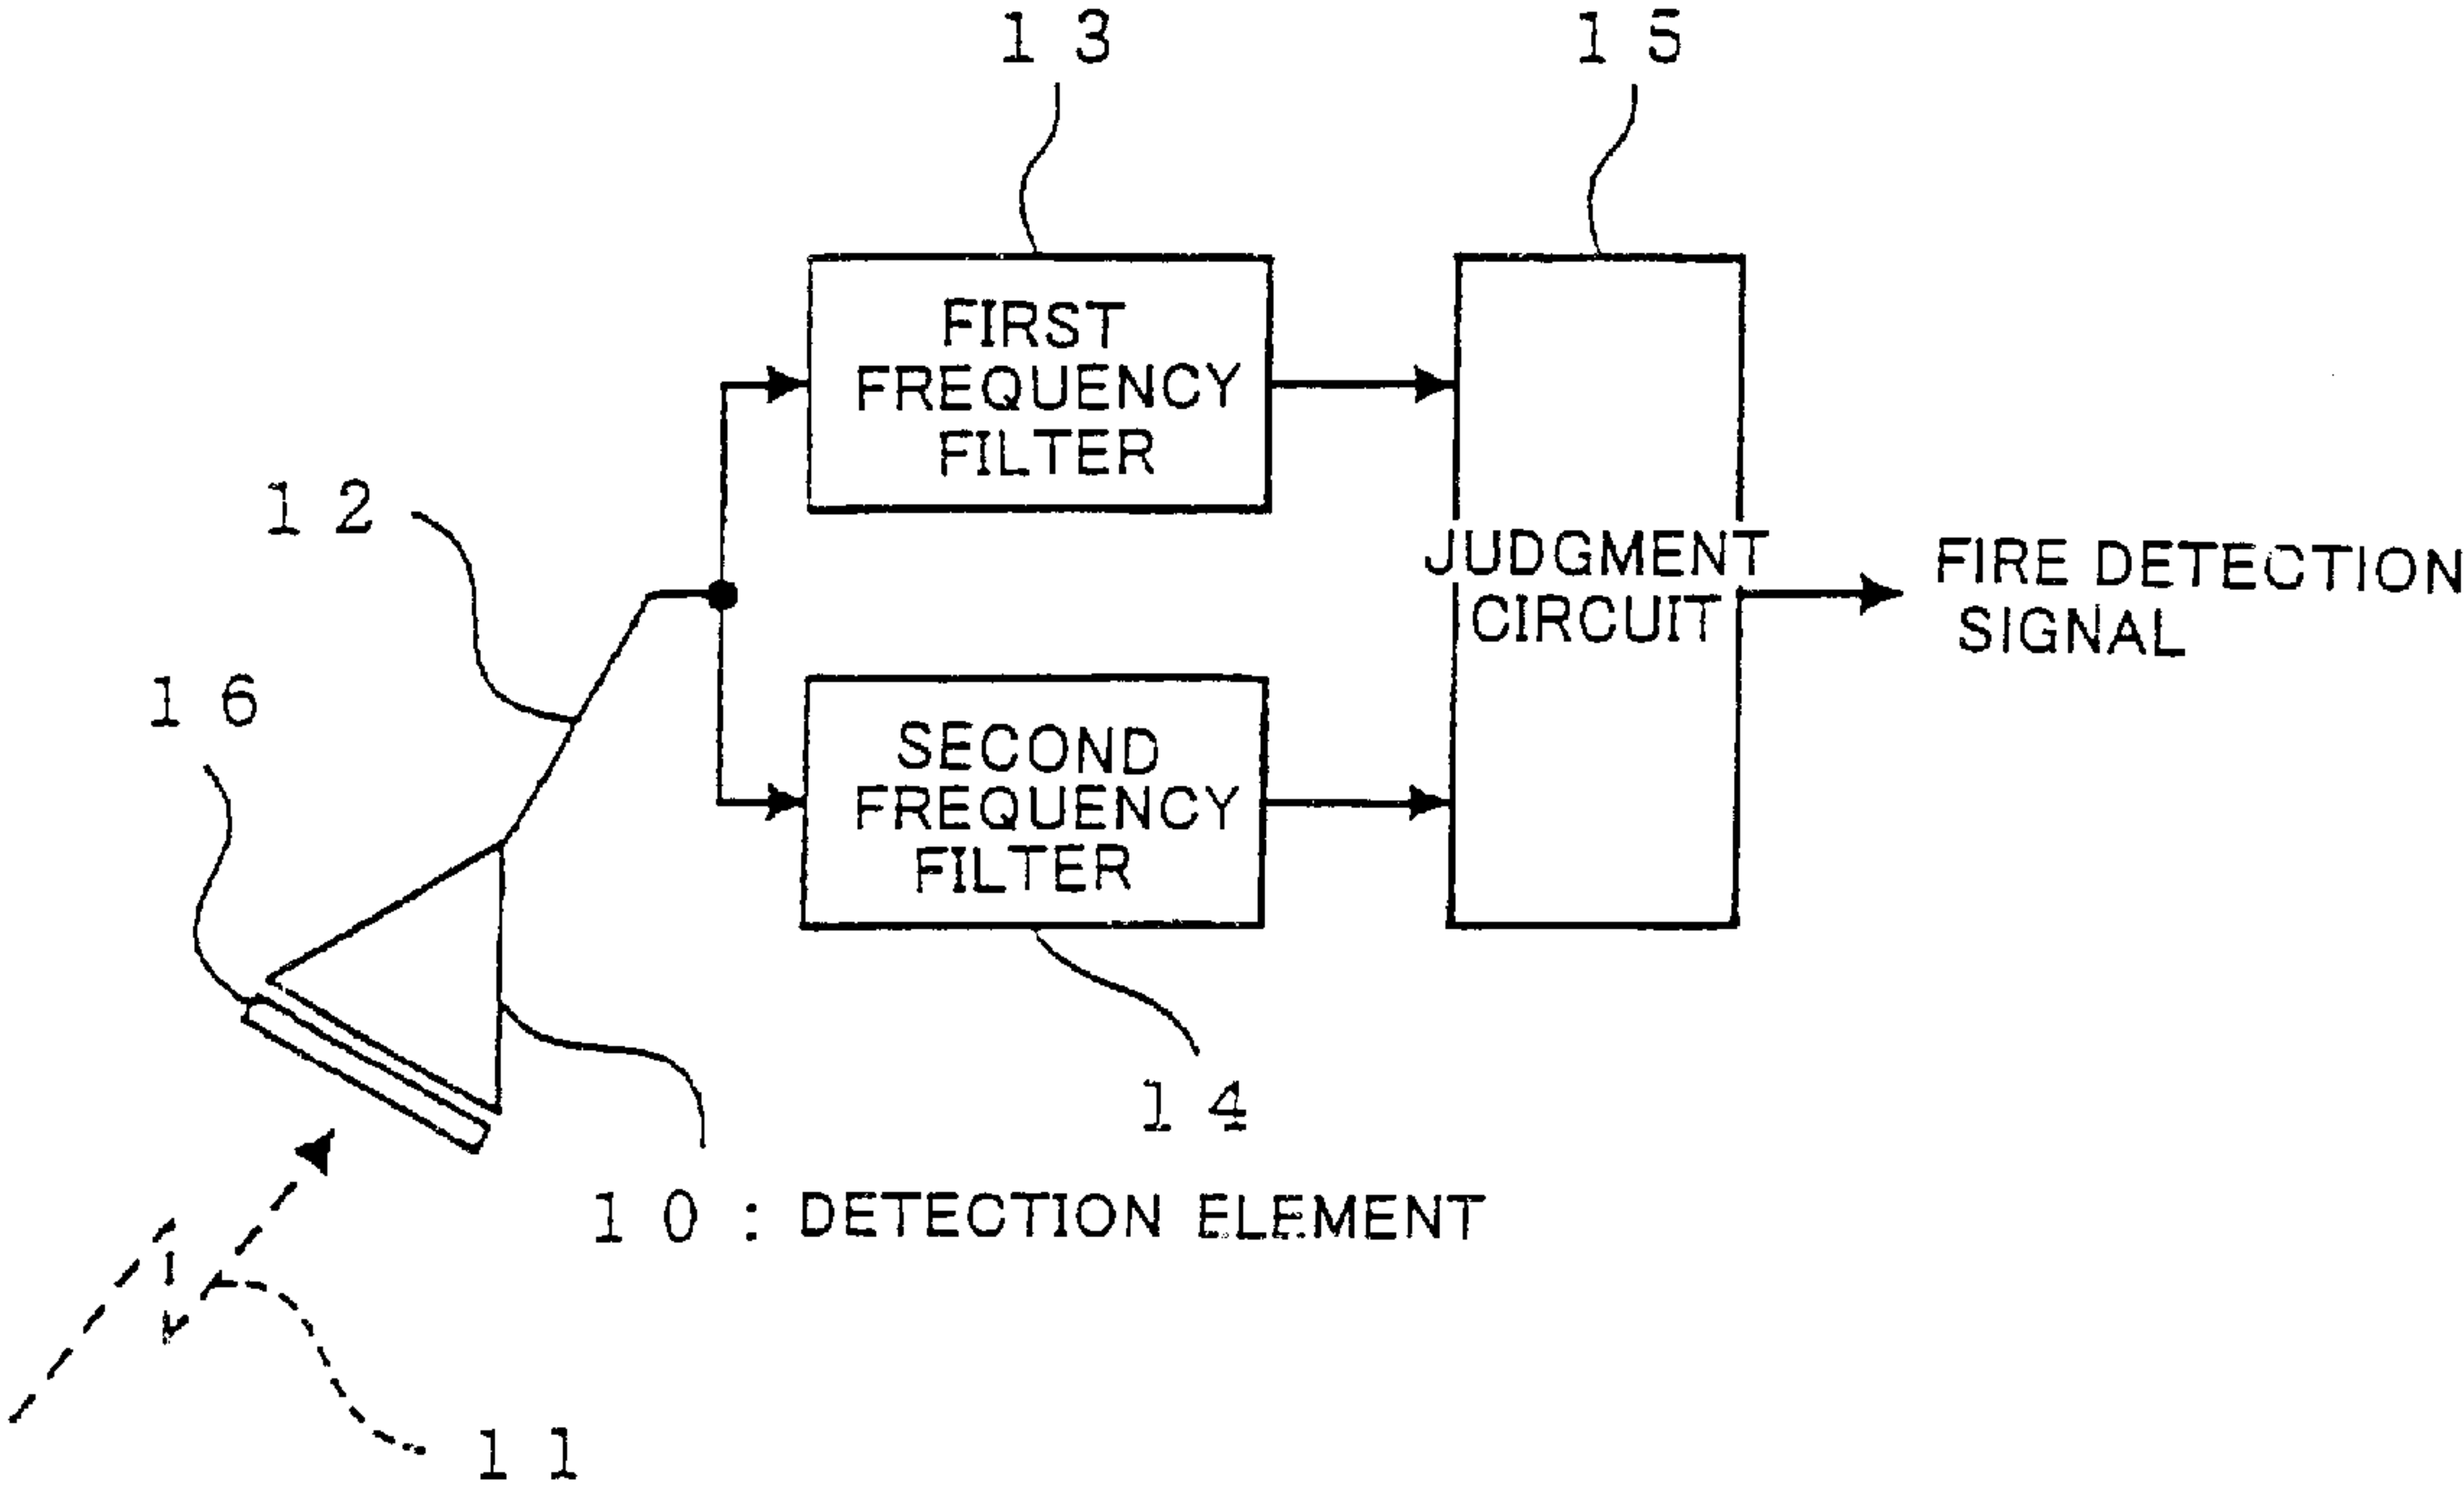 13
15
FIRST
FREQUENCY
FILTER
12
JUDGMENT
CIRCUIT
FIRE DETECTION
SIGNAL
16
SECOND
FREQUENCY
FILTER
14
10 : DETECTION ELEMENT
11